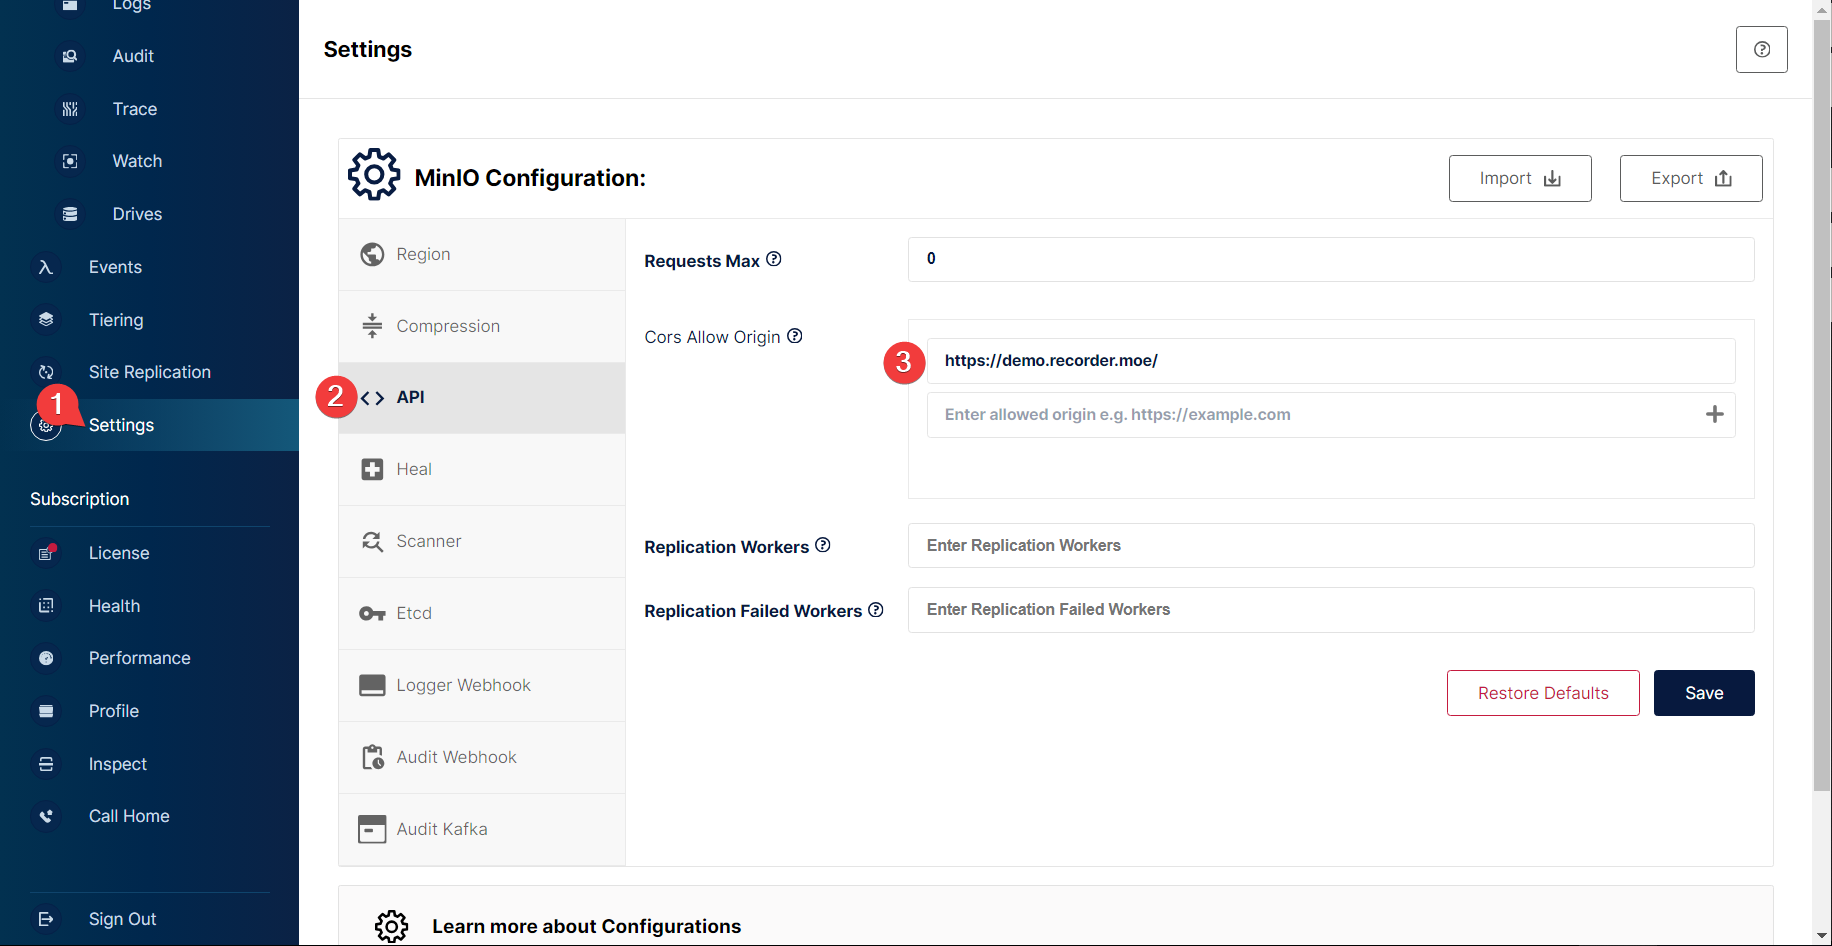 Logs
Audit
Trace
Watch
Drives
Events
Tiering
Site Replication
1
Settings
Subscription
License
Health
Performance
Profile
Inspect
Call Home
Sign Out
Settings
MinIO Configuration:
Import
Export
Region
Compression
2
API
Heal
Scanner
Etcd
Logger Webhook
Audit Webhook
Audit Kafka
Requests Max
0
Cors Allow Origin
3
https://demo.recorder.moe/
Enter allowed origin e.g. https://example.com
Replication Workers
Enter Replication Workers
Replication Failed Workers
Enter Replication Failed Workers
Restore Defaults
Save
Learn more about Configurations